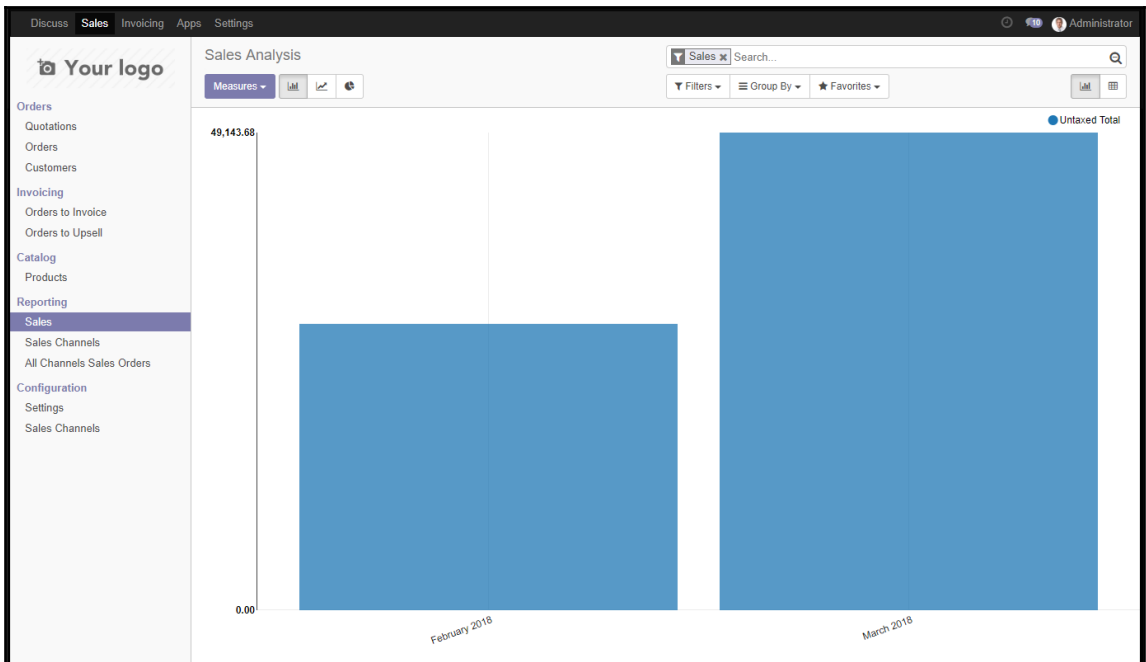 Discuss Sales Invoicing Apps Settings 10 Administrator
Your logo
Sales Analysis
Sales × Search...
Measures
Filters Group By Favorites
Orders
Quotations
Orders
Customers
Invoicing
Orders to Invoice
Orders to Upsell
Catalog
Products
Reporting
Sales
Sales Channels
All Channels Sales Orders
Configuration
Settings
Sales Channels
Untaxed Total
49,143.68
0.00
February 2018
March 2018